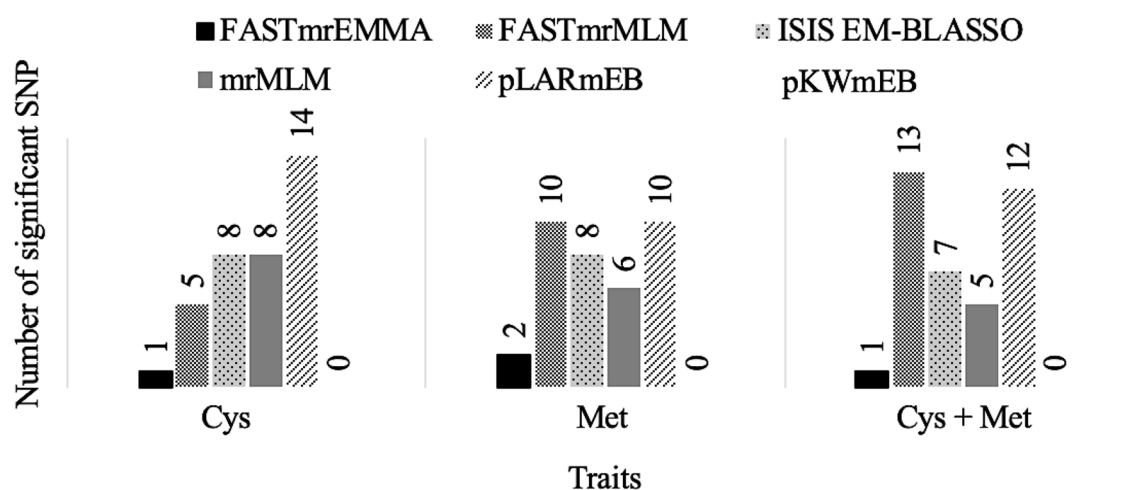 FASTmrEMMA FASTmrMLM ISIS EM-BLASSO
mrMLM pLARmEB pKWmEB
Number of significant SNP
1 5 8 8 14 0
2 10 8 6 10 0
1 13 7 5 12 0
Cys Met Cys + Met
Traits